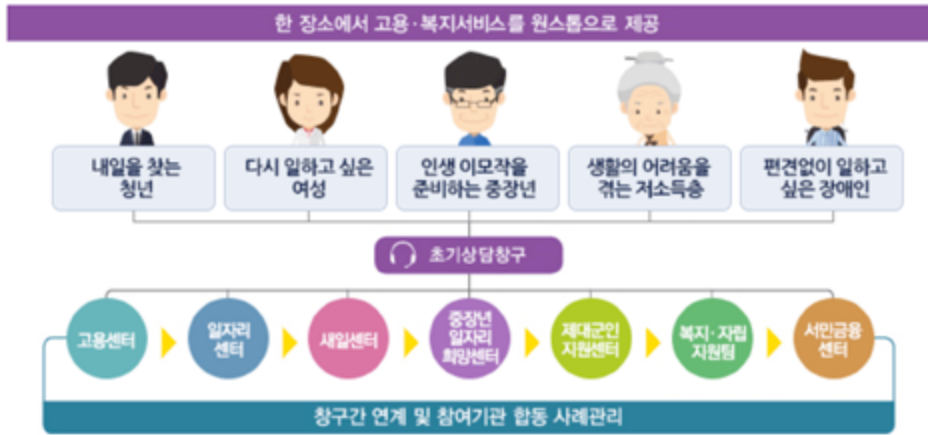 한 장소에서 고용·복지서비스를 원스톱으로 제공
내일을 찾는
청년
다시 일하고 싶은
여성
인생 이모작을
준비하는 중장년
생활의 어려움을
겪는 저소득층
편견없이 일하고
싶은 장애인
초기상담창구
고용센터
일자리
센터
새일센터
중장년
일자리
희망센터
제대군인
지원센터
복지·자립
지원팀
서민금융
센터
창구간 연계 및 참여기관 합동 사례관리